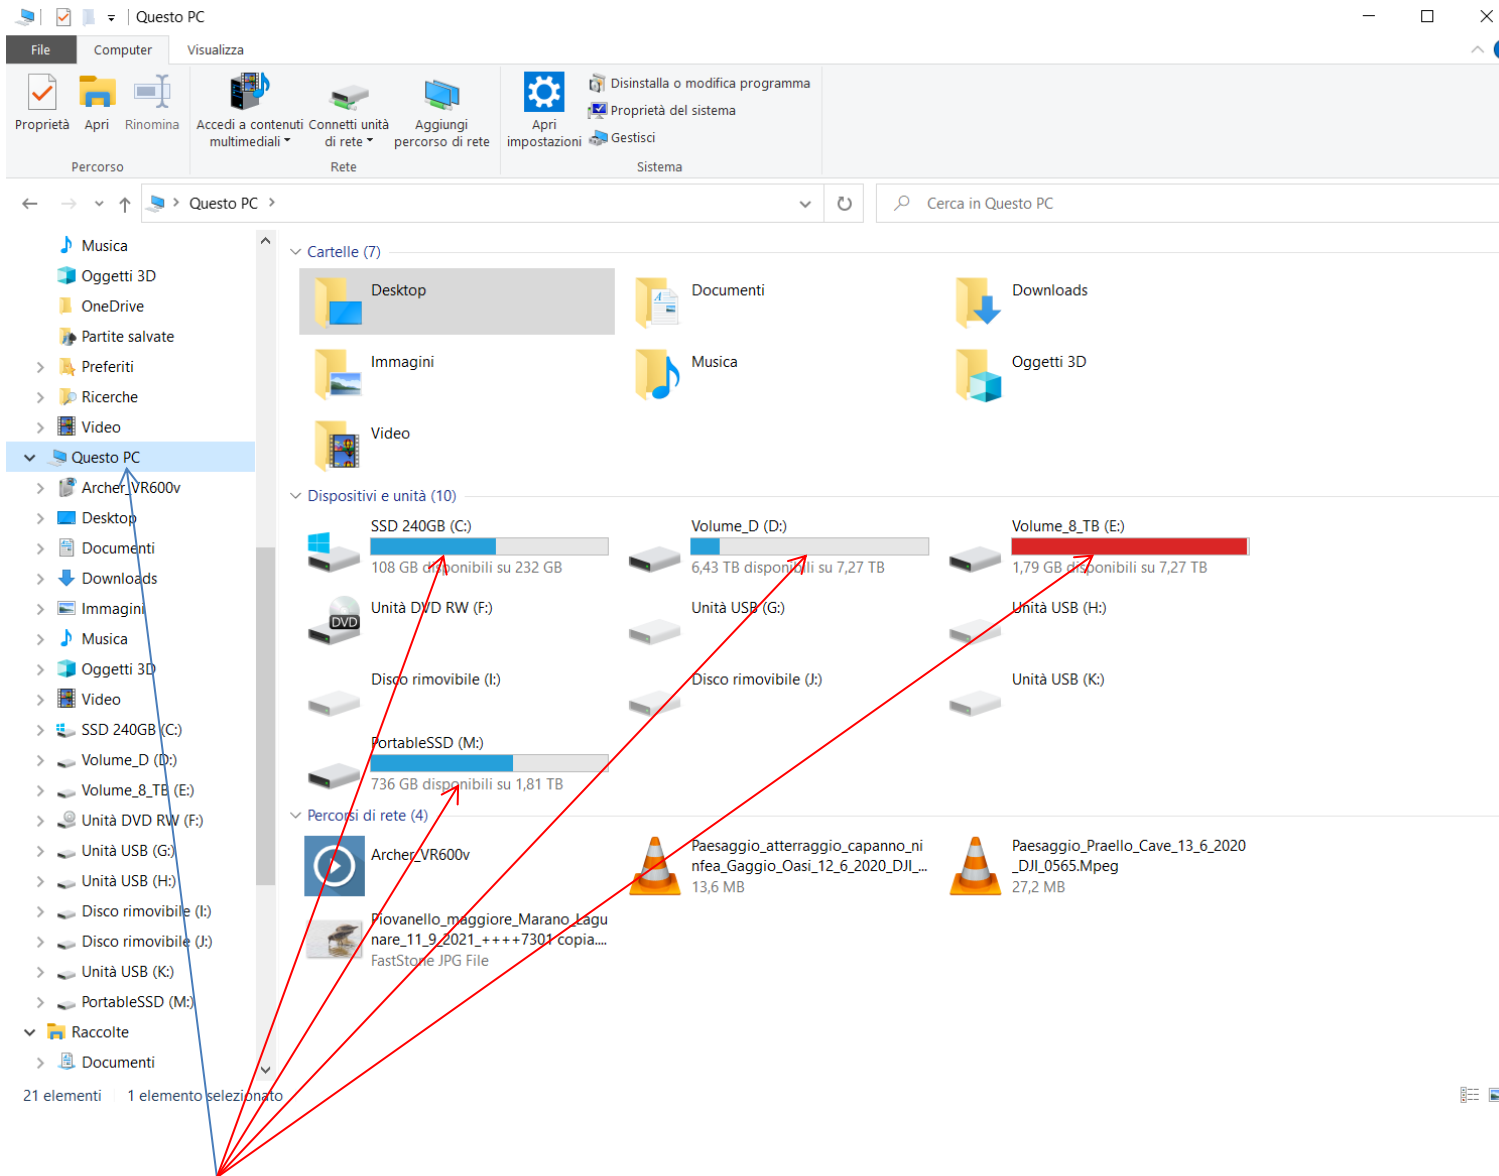 Questo PC
File
Computer
Visualizza
Proprietà
Apri
Rinomina
Percorso
Accedi a contenuti
multimediali
Connetti unità
di rete
Aggiungi
percorso di rete
Rete
Apri
impostazioni
Disinstalla o modifica programma
Proprietà del sistema
Gestisci
Sistema
Questo PC
Cerca in Questo PC
Musica
Oggetti 3D
OneDrive
Partite salvate
Preferiti
Ricerche
Video
Questo PC
Archer_VR600v
Desktop
Documenti
Downloads
Immagini
Musica
Oggetti 3D
Video
SSD 240GB (C:)
Volume_D (D:)
Volume_8_TB (E:)
Unità DVD RW (F:)
Unità USB (G:)
Unità USB (H:)
Disco rimovibile (I:)
Disco rimovibile (J:)
Unità USB (K:)
PortableSSD (M:)
Raccolte
Documenti
Cartelle (7)
Desktop
Documenti
Downloads
Immagini
Musica
Oggetti 3D
Video
Dispositivi e unità (10)
SSD 240GB (C:)
108 GB disponibili su 232 GB
Volume_D (D:)
6,43 TB disponibili su 7,27 TB
Volume_8_TB (E:)
1,79 GB disponibili su 7,27 TB
DVD
Unità DVD RW (F:)
Unità USB (G:)
Unità USB (H:)
Disco rimovibile (I:)
Disco rimovibile (J:)
Unità USB (K:)
PortableSSD (M:)
736 GB disponibili su 1,81 TB
Percorsi di rete (4)
Archer_VR600v
Paesaggio_atterraggio_capanno_ni
nfea_Gaggio_Oasi_12_6_2020_DJI_...
13,6 MB
Paesaggio_Praello_Cave_13_6_2020
_DJI_0565.Mpeg
27,2 MB
Piovanello_maggiore_Marano_Lagu
nare_11_9_2021_++++7301 copia....
FastStone JPG File
21 elementi
1 elemento selezionato